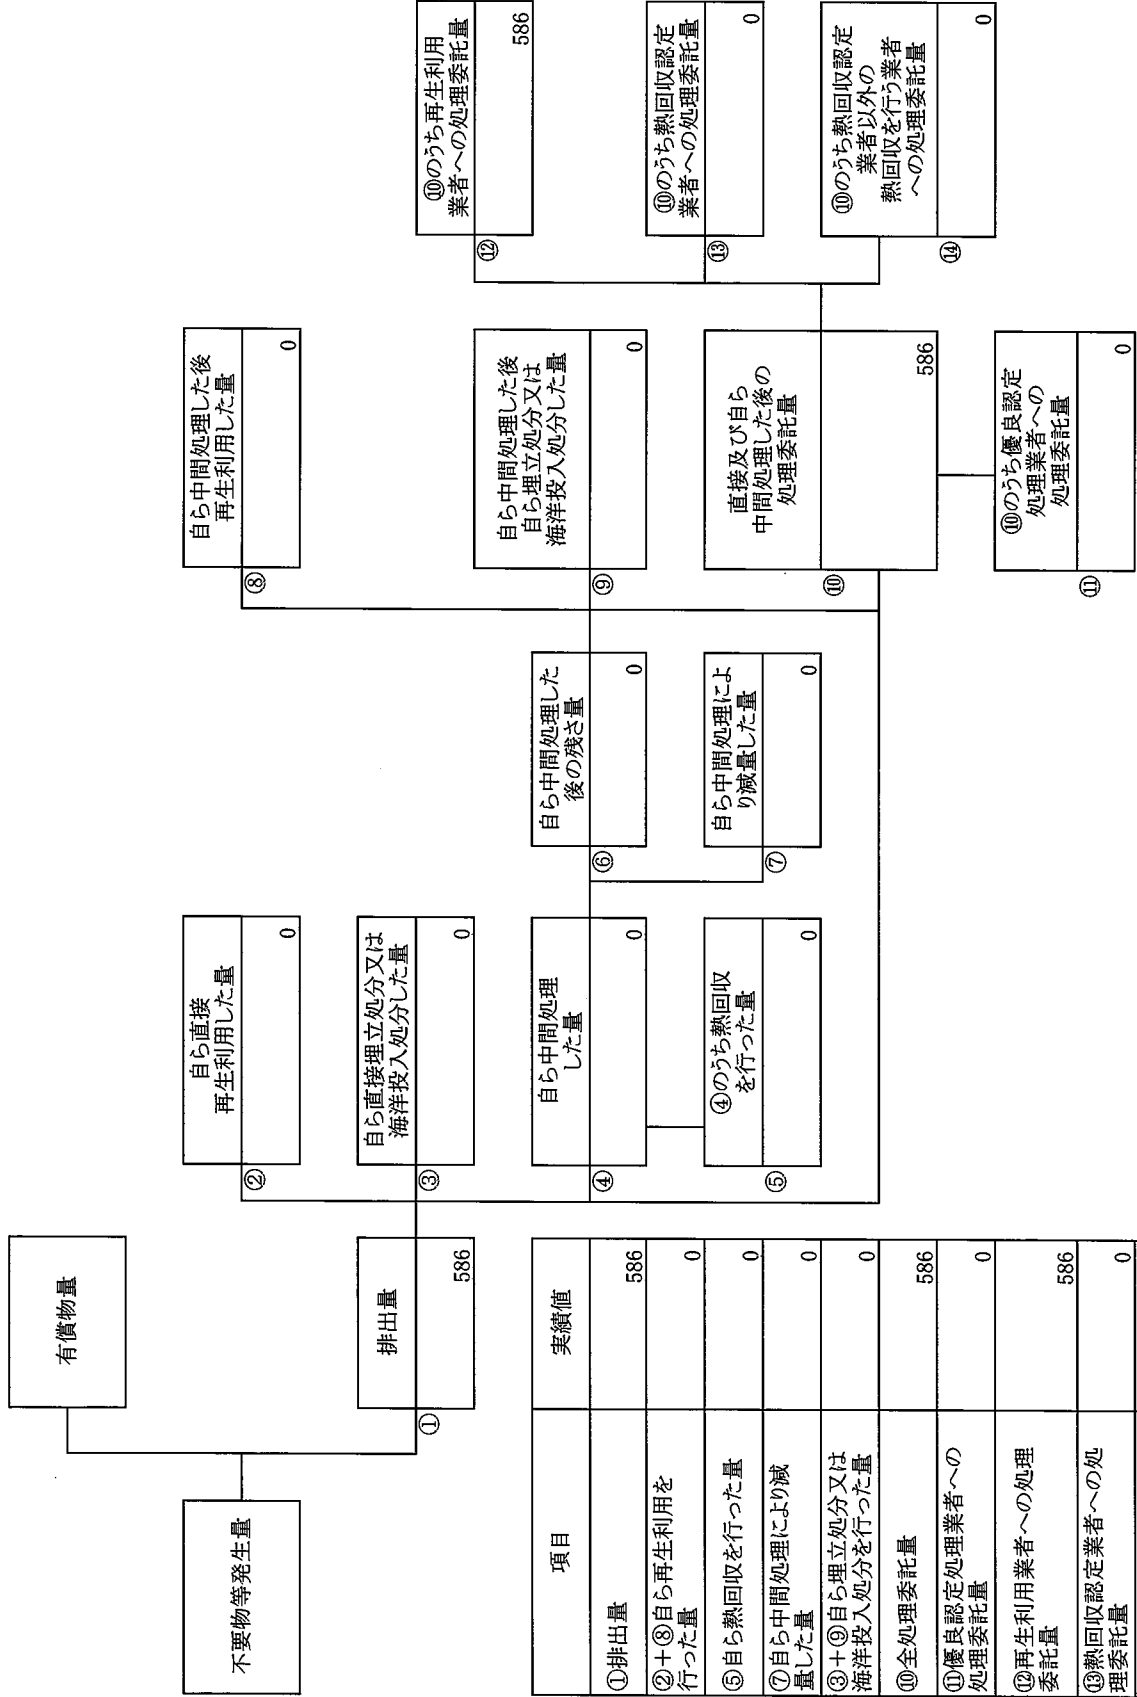 不要物等発生量
有償物量
①
排出量
586
②
自ら直接
再生利用した量
0
③
自ら直接埋立処分又は
海洋投入処分した量
0
④
自ら中間処理
した量
0
⑤
④のうち熱回収
を行った量
0
⑥
自ら中間処理した
後の残さ量
0
⑦
自ら中間処理によ
り減量した量
0
⑧
自ら中間処理した後
再生利用した量
0
⑨
自ら中間処理した後
自ら埋立処分又は
海洋投入処分した量
0
⑩
直接及び自ら
中間処理した後の
処理委託量
586
⑪
⑩のうち優良認定
処理業者への
処理委託量
0
⑫
⑩のうち再生利用
業者への処理委託量
586
⑬
⑩のうち熱回収認定
業者への処理委託量
0
⑭
⑩のうち熱回収認定
業者以外の
熱回収を行う業者
への処理委託量
0
項目
実績値
①排出量
586
②+⑧自ら再生利用を
行った量
0
⑤自ら熱回収を行った量
0
⑦自ら中間処理により減
量した量
0
③+⑨自ら埋立処分又は
海洋投入処分を行った量
0
⑩全処理委託量
586
⑪優良認定処理業者への
処理委託量
0
⑫再生利用業者への処理
委託量
586
⑬熱回収認定業者への処
理委託量
0